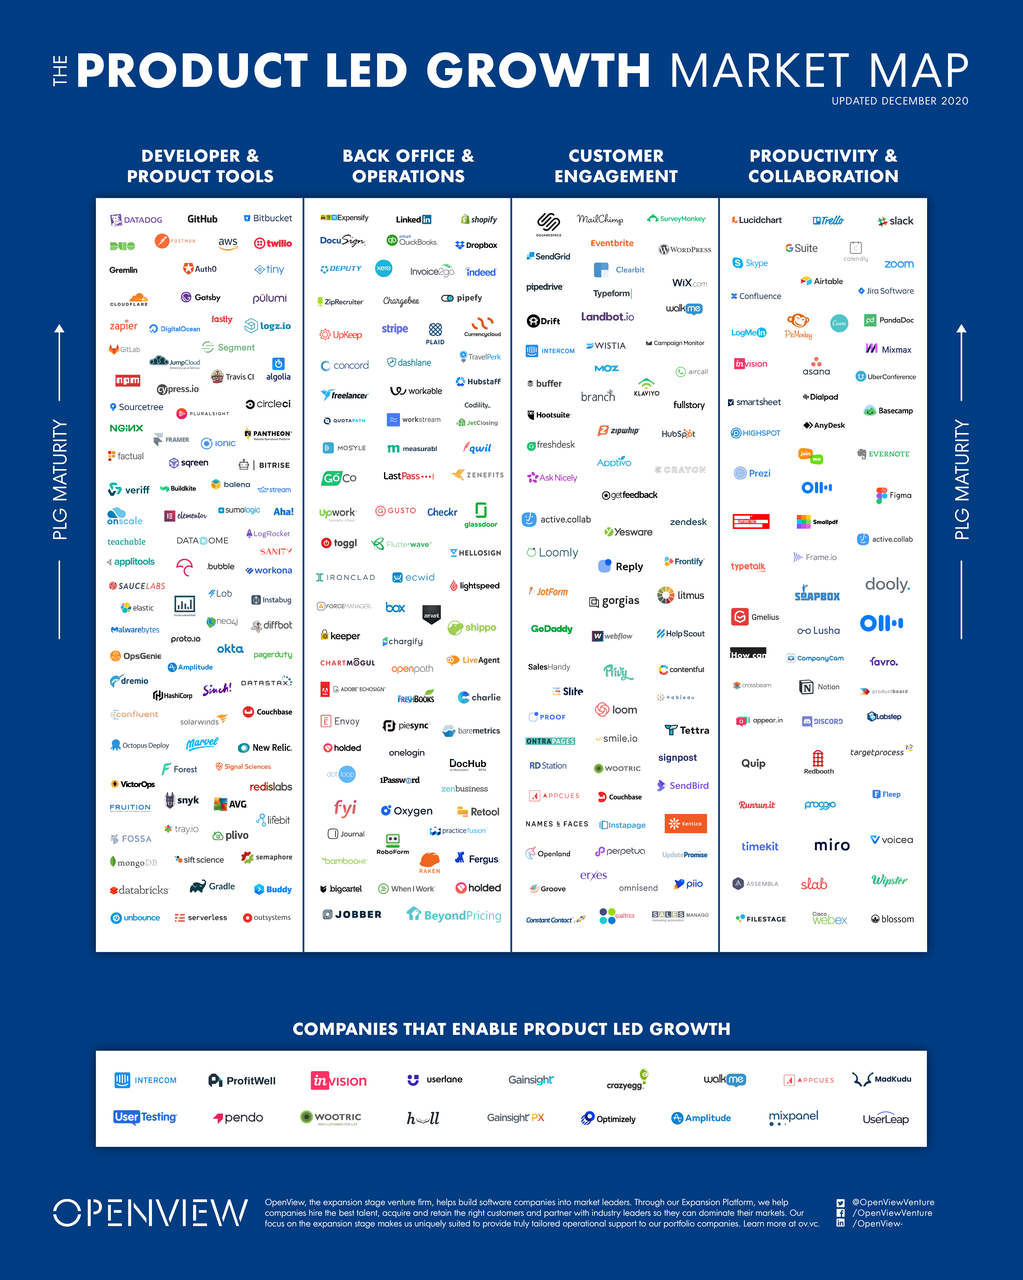 THE PRODUCT LED GROWTH MARKET MAP
UPDATED DECEMBER 2020
DEVELOPER &
PRODUCT TOOLS
BACK OFFICE &
OPERATIONS
CUSTOMER
ENGAGEMENT
PRODUCTIVITY &
COLLABORATION
PLG MATURITY
DATADOG GitHub Bitbucket
DUO POSTMAN aws twilio
Gremlin Auth0 tiny
CLOUDFLARE Gatsby pulumi
zapier DigitalOcean fastly logz.io
GitLab Segment
JumpCloud
npm cypress.io Travis CI algolia
Sourcetree PLURALSIGHT circleci
NGINX FRAMER IONIC PANTHEON
factual sqreen BITRISE
veriff Buildkite balena stream
onscale elementor sumologic Aha!
teachable DATADOME LogRocket
SANITY
applitools .bubble workona
SAUCELABS Lob Instabug
elastic
Malwarebytes proto.io neo4j diffbot
OpsGenie Amplitude okta pagerduty
dremio HashiCorp Sinch! DATASTAX
confluent solarwinds Couchbase
Octopus Deploy Marvel New Relic.
Forest Signal Sciences
VictorOps snyk AVG redislabs
FRUITION lifebit
FOSSA tray.io plivo
mongoDB sift science semaphore
databricks Gradle Buddy
unbounce serverless outsystems
Expensify Linkedin shopify
DocuSign intuit QuickBooks Dropbox
DEPUTY xero Invoice2go indeed
ZipRecruiter Chargebee pipefy
UpKeep stripe PLAID Currencycloud
concord dashlane TravelPerk
freelancer workable Hubstaff
QUOTAPATH workstream Codility
JetClosing
MOSYLE measurabl fqwil
GoCo LastPass ZENEFITS
Upwork GUSTO Checkr glassdoor
toggl Flutterwave HELLOSIGN
IRONCLAD ecwid lightspeed
FORCEMANAGER box zervant
keeper chargify shippo
CHARTMOGUL openpath LiveAgent
ADOBE ECHOSIGN FRESHBOOKS charlie
Envoy piesync baremetrics
holded onelogin
dotloop 1Password DocHub
zenbusiness
fyi Oxygen Retool
Journal RoboForm practicefusion
bambooHR RAKEN Fergus
bigcartel When I Work holded
JOBBER BeyondPricing
SQUARESPACE MailChimp SurveyMonkey
SendGrid Eventbrite WORDPRESS
Clearbit
pipedrive Typeform WiX.com
Drift Landbot.io walkme
INTERCOM WISTIA Campaign Monitor
MOZ aircall
buffer branch KLAVIYO fullstory
Hootsuite zipwhip HubSpot
freshdesk
AskNicely Apptivo CRAYON
getfeedback
active.collab Yesware zendesk
Loomly Reply Frontify
JotForm gorgias litmus
GoDaddy webflow HelpScout
SalesHandy Privy contentful
Slite tableau
PROOF loom Tettra
ONTRAPAGES smile.io signpost
RD Station WOOTRIC
APPCUES Couchbase SendBird
NAMES & FACES Instapage Kentico
Openland perpetua UpdatePromise
Groove erxes omnisend piio
Constant Contact qualtrics SALES MANAGO
Lucidchart Trello slack
Skype G Suite calendly zoom
Confluence Airtable Jira Software
LogMeIn PicMonkey Canva PandaDoc
invision asana Mixmax
UberConference
smartsheet Dialpad Basecamp
HIGHSPOT AnyDesk
Prezi join.me EVERNOTE
Figma
Smallpdf
typetalk Frame.io active.collab
SOAPBOX dooly.
Gmelius Lusha
How can CompanyCam favro.
crossbeam Notion productboard
appear.in DISCORD Labstep
Quip Redbooth targetprocess
Runrun.it proggio Fleep
timekit miro voicea
ASSEMBLA slab Wipster
FILESTAGE Cisco webex blossom
PLG MATURITY
COMPANIES THAT ENABLE PRODUCT LED GROWTH
INTERCOM ProfitWell invision userlane Gainsight crazyegg walkme APPCUES MadKudu
UserTesting pendo WOOTRIC hull Gainsight PX Optimizely Amplitude mixpanel UserLeap
OPENVIEW
OpenView, the expansion stage venture firm, helps build software companies into market leaders. Through our Expansion Platform, we help
companies hire the best talent, acquire and retain the right customers and partner with industry leaders so they can dominate their markets. Our
focus on the expansion stage makes us uniquely suited to provide truly tailored operational support to our portfolio companies. Learn more at ov.vc.
@OpenViewVenture
/OpenViewVenture
/OpenView-